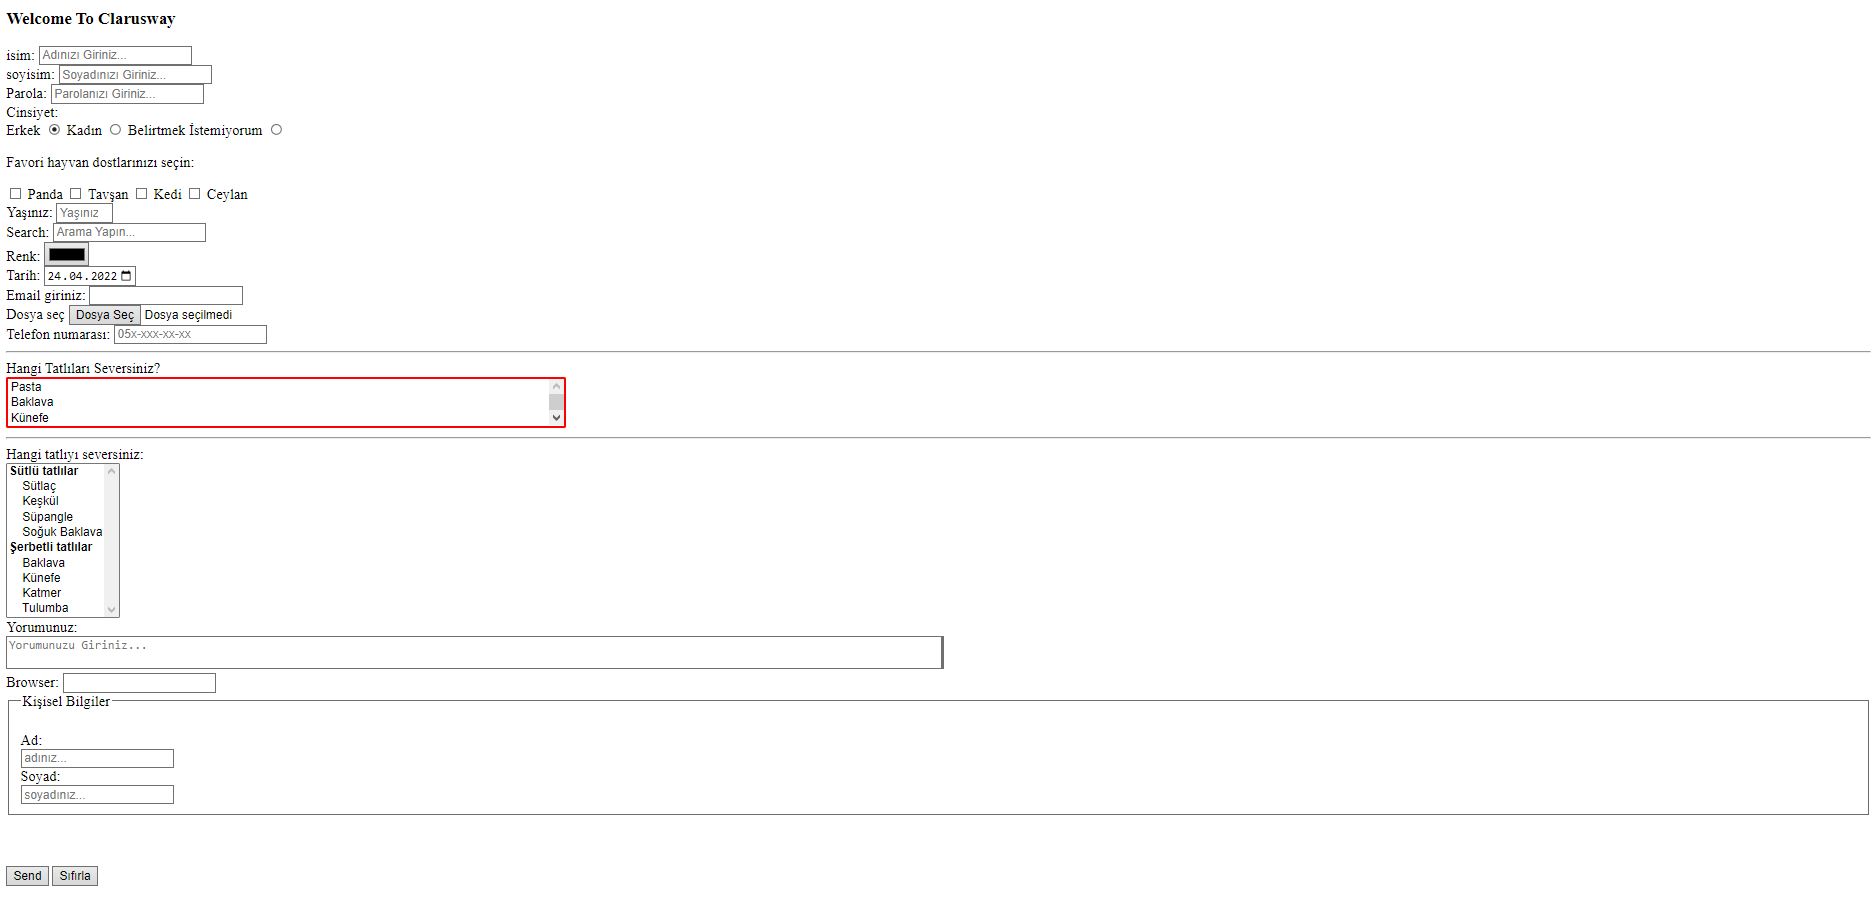 Welcome To Clarusway
isim: Adınızı Giriniz...
soyisim: Soyadınızı Giriniz...
Parola: Parolanızı Giriniz...
Cinsiyet:
Erkek Kadın Belirtmek İstemiyorum
Favori hayvan dostlarınızı seçin:
Panda Tavşan Kedi Ceylan
Yaşınız: Yaşınız
Search: Arama Yapın...
Renk:
Tarih: 24.04.2022
Email giriniz:
Dosya seç Dosya Seç Dosya seçilmedi
Telefon numarası: 05x-xxx-xx-xx
Hangi Tatlıları Seversiniz?
Pasta
Baklava
Künefe
Hangi tatlıyı seversiniz:
Sütlü tatlılar
Sütlaç
Keşkül
Süpangle
Soğuk Baklava
Şerbetli tatlılar
Baklava
Künefe
Katmer
Tulumba
Yorumunuz:
Yorumunuzu Giriniz...
Browser:
Kişisel Bilgiler
Ad:
adınız...
Soyad:
soyadınız...
Send Sıfırla